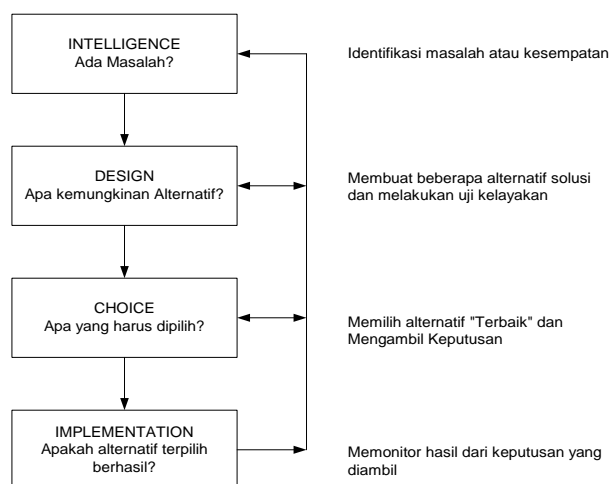 INTELLIGENCE
Ada Masalah?
Identifikasi masalah atau kesempatan
DESIGN
Apa kemungkinan Alternatif?
Membuat beberapa alternatif solusi
dan melakukan uji kelayakan
CHOICE
Apa yang harus dipilih?
Memilih alternatif "Terbaik" dan
Mengambil Keputusan
IMPLEMENTATION
Apakah alternatif terpilih
berhasil?
Memonitor hasil dari keputusan yang
diambil